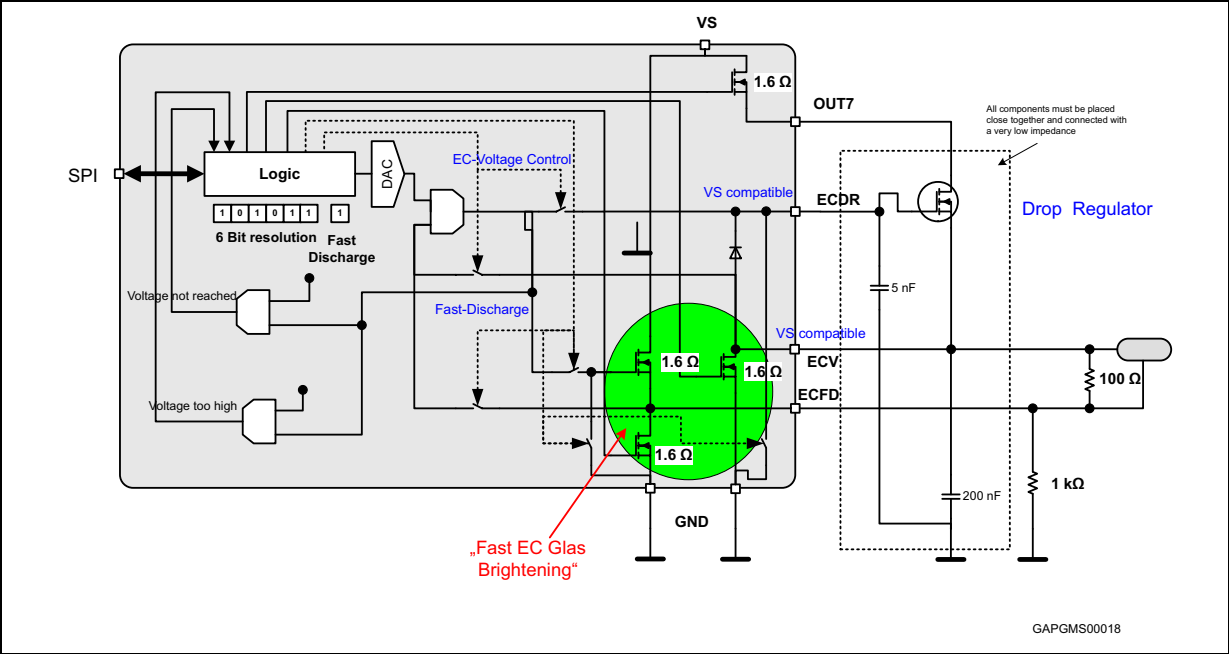 VS
1.6 Ω
OUT7
All components must be placed
close together and connected with
a very low impedance
SPI
Logic
DAC
EC-Voltage Control
VS compatible
ECDR
Drop Regulator
1 0 1 0 1 1 1
6 Bit resolution
Fast
Discharge
Voltage not reached
5 nF
Fast-Discharge
VS compatible
1.6 Ω
1.6 Ω
ECV
100 Ω
ECFD
Voltage too high
1.6 Ω
200 nF
1 kΩ
GND
„Fast EC Glas
Brightening“
GAPGMS00018